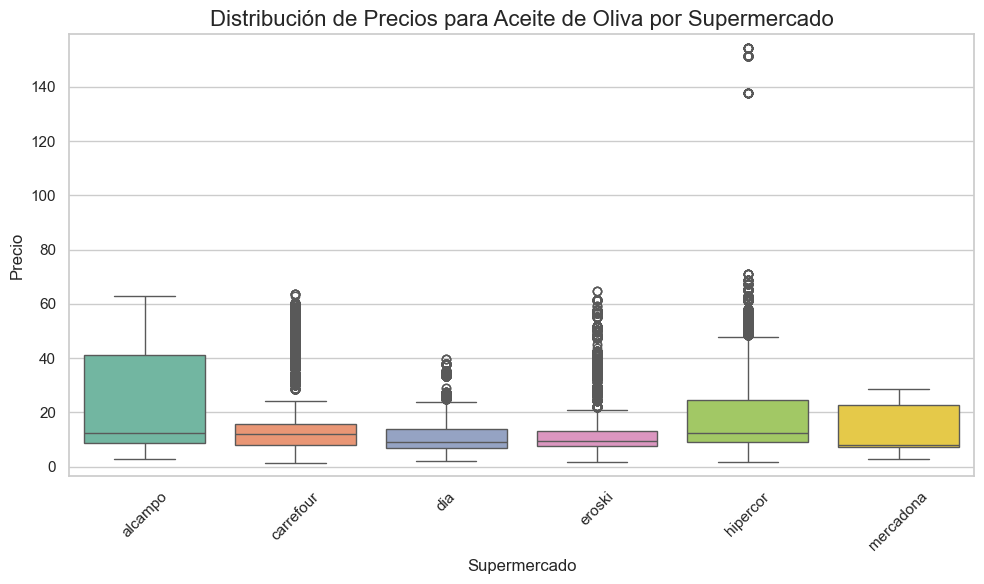 Distribución de Precios para Aceite de Oliva por Supermercado
Precio
140
120
100
80
60
40
20
0
alcampo
carrefour
dia
eroski
hipercor
mercadona
Supermercado